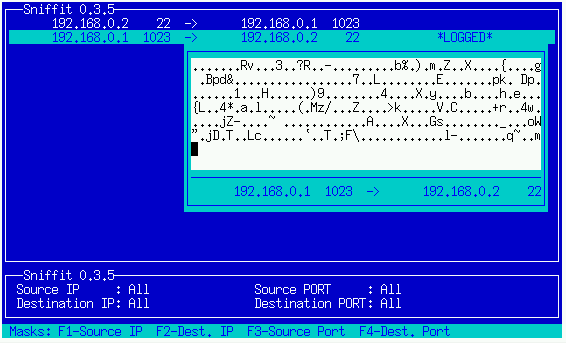 Sniffit 0.3.5
192.168.0.2 22 -> 192.168.0.1 1023
192.168.0.1 1023 -> 192.168.0.2 22 *LOGGED*
.......Rv...3..?R..-.........b%.).m.Z..X....{....g
.Bpd&..................7..L.......E.......pk. Dp.
......1...H......)9.........4....X.y....b....h.e...
{L..4*.a.l.....(.Mz/...Z....>k.....V.C.....+r..4w.
....jZ-....~ ............A....X...Gs........_...oW
".jD.T..Lc......'..T.;F\............l-.......q~..m
192.168.0.1 1023 -> 192.168.0.2 22
Sniffit 0.3.5
Source IP : All Source PORT : All
Destination IP: All Destination PORT: All
Masks: F1-Source IP F2-Dest. IP F3-Source Port F4-Dest. Port